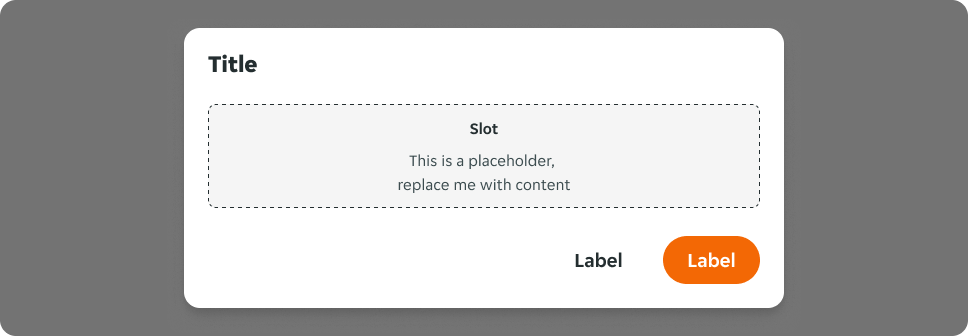 Title
Slot
This is a placeholder,
replace me with content
Label
Label